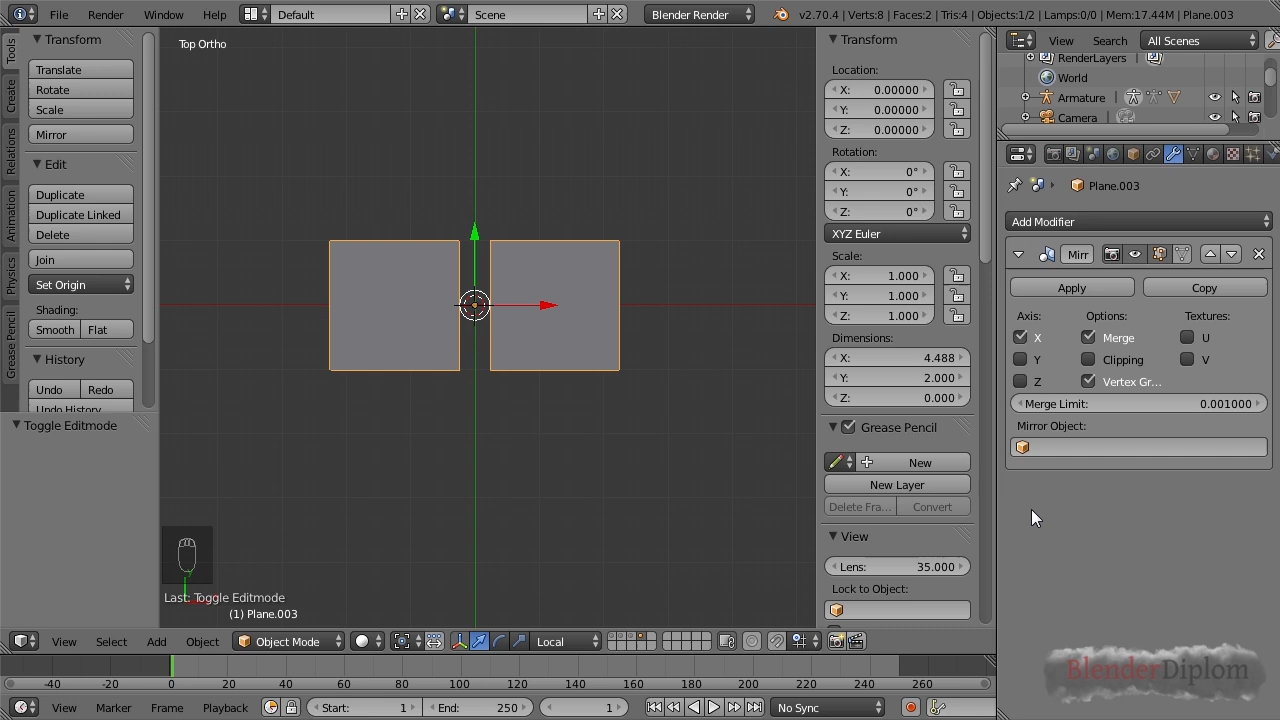 File Render Window Help Default Scene Blender Render v2.70.4 | Verts:8 | Faces:2 | Tris:4 | Objects:1/2 | Lamps:0/0 | Mem:17.44M | Plane.003
Tools
Create
Relations
Animation
Physics
Grease Pencil
Transform
Translate
Rotate
Scale
Mirror
Edit
Duplicate
Duplicate Linked
Delete
Join
Set Origin
Shading:
Smooth Flat
History
Undo Redo
Undo History
Toggle Editmode
Top Ortho
Last: Toggle Editmode
(1) Plane.003
Transform
Location:
X: 0.00000
Y: 0.00000
Z: 0.00000
Rotation:
X: 0°
Y: 0°
Z: 0°
XYZ Euler
Scale:
X: 1.000
Y: 1.000
Z: 1.000
Dimensions:
X: 4.488
Y: 2.000
Z: 0.000
Grease Pencil
New
New Layer
Delete Fra... Convert
View
Lens: 35.000
Lock to Object:
View Search All Scenes
RenderLayers
World
Armature
Camera
Plane.003
Add Modifier
Mirr
Apply Copy
Axis: Options: Textures:
X Merge U
Y Clipping V
Z Vertex Gr...
Merge Limit: 0.001000
Mirror Object:
View Select Add Object Object Mode Local
-40 -20 0 20 40 60 80 100 120 140 160 180 200 220 240 260
View Marker Frame Playback Start: 1 End: 250 1 No Sync
BlenderDiplom